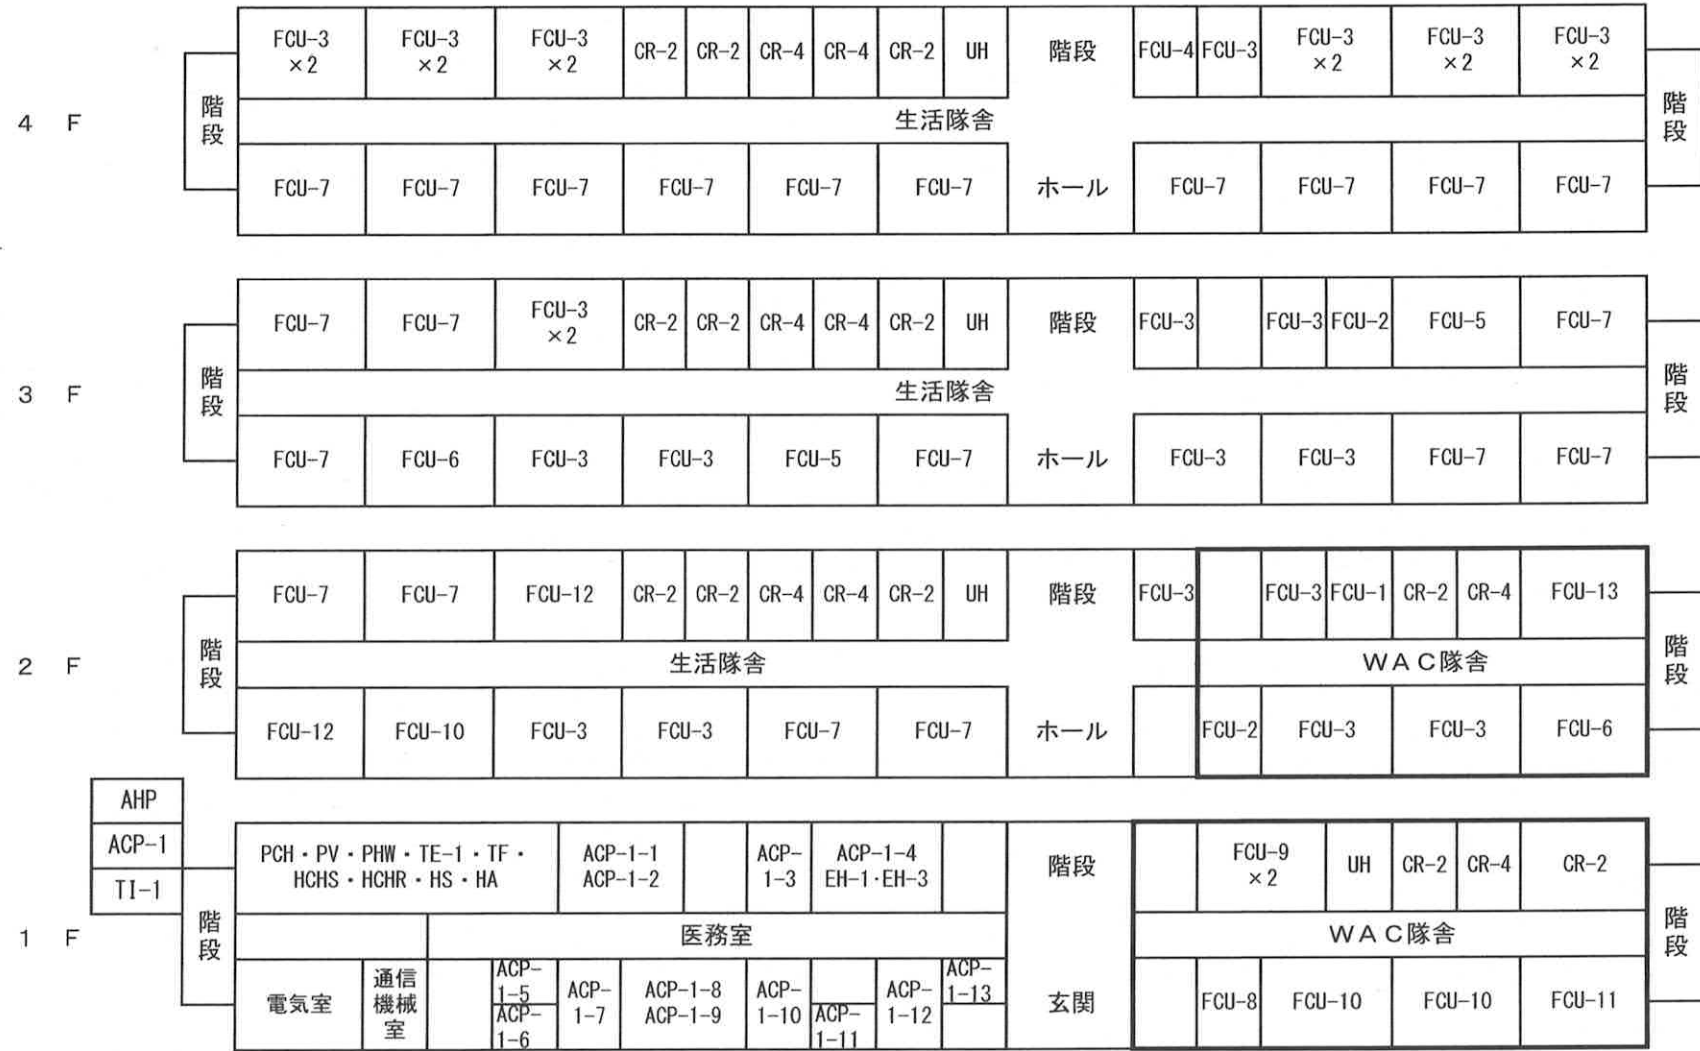 FCU-3 ×2
FCU-3 ×2
FCU-3 ×2
CR-2
CR-2
CR-4
CR-4
CR-2
UH
階段
FCU-4
FCU-3
FCU-3 ×2
FCU-3 ×2
FCU-3 ×2
4 F
階段
生活隊舎
階段
FCU-7
FCU-7
FCU-7
FCU-7
FCU-7
FCU-7
ホール
FCU-7
FCU-7
FCU-7
FCU-7
FCU-7
FCU-7
FCU-3 ×2
CR-2
CR-2
CR-4
CR-4
CR-2
UH
階段
FCU-3
FCU-3
FCU-2
FCU-5
FCU-7
3 F
階段
生活隊舎
階段
FCU-7
FCU-6
FCU-3
FCU-3
FCU-5
FCU-7
ホール
FCU-3
FCU-3
FCU-7
FCU-7
FCU-7
FCU-7
FCU-12
CR-2
CR-2
CR-4
CR-4
CR-2
UH
階段
FCU-3
FCU-3
FCU-1
CR-2
CR-4
FCU-13
2 F
階段
生活隊舎
WAC隊舎
階段
FCU-12
FCU-10
FCU-3
FCU-3
FCU-7
FCU-7
ホール
FCU-2
FCU-3
FCU-3
FCU-6
AHP
ACP-1
TI-1
PCH・PV・PHW・TE-1・TF・
HCHS・HCHR・HS・HA
ACP-1-1
ACP-1-2
ACP-
1-3
ACP-1-4
EH-1・EH-3
階段
FCU-9
×2
UH
CR-2
CR-4
CR-2
1 F
階段
医務室
WAC隊舎
階段
電気室
通信
機械
室
ACP-
1-5
ACP-
1-6
ACP-
1-7
ACP-1-8
ACP-1-9
ACP-
1-10
ACP-
1-11
ACP-
1-12
ACP-
1-13
玄関
FCU-8
FCU-10
FCU-10
FCU-11